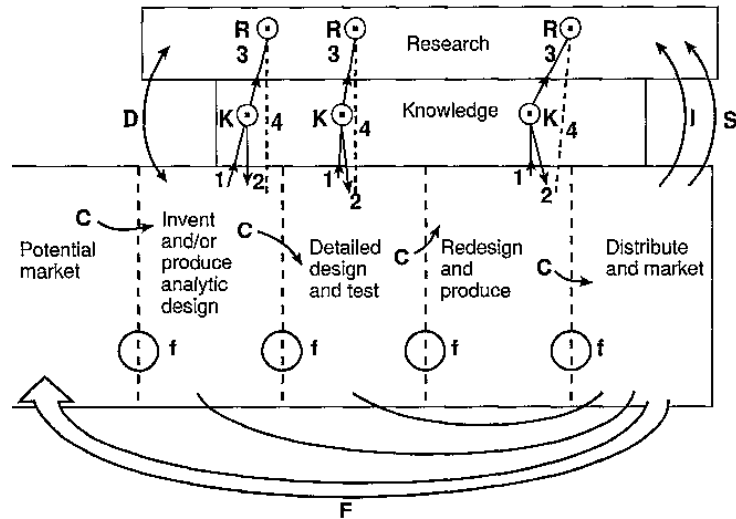 R
R
R
3
3
3
Research
D
K
4
K
Knowledge
K
4
I
S
1
2
1
2
1
2
4
C
Potential
market
Invent
and/or
produce
analytic
design
C
Detailed
design
and test
C
Redesign
and
produce
C
Distribute
and market
f
f
f
f
F